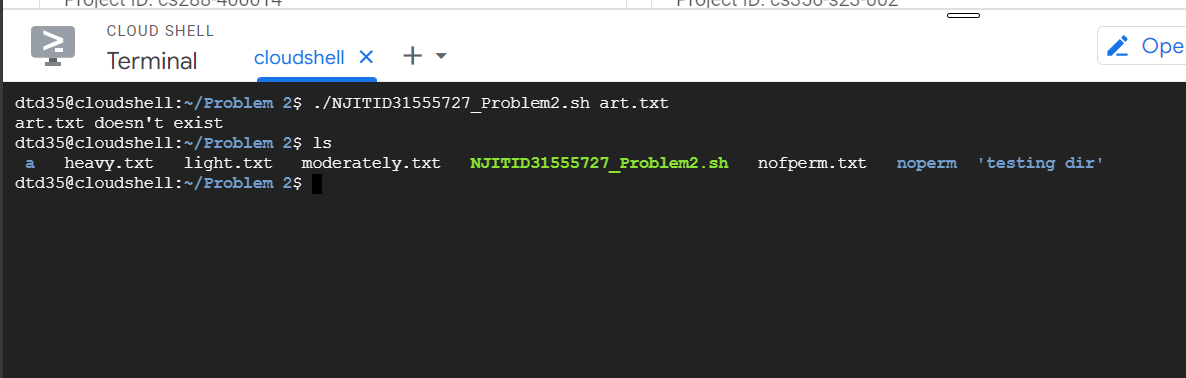 Project ID: cs288-400014
Project ID: cs356-s23-002
CLOUD SHELL
Terminal
cloudshell
Ope
dtd35@cloudshell:~/Problem 2$ ./NJITID31555727_Problem2.sh art.txt
art.txt doesn't exist
dtd35@cloudshell:~/Problem 2$ ls
a heavy.txt light.txt moderately.txt NJITID31555727_Problem2.sh nofperm.txt noperm 'testing dir'
dtd35@cloudshell:~/Problem 2$